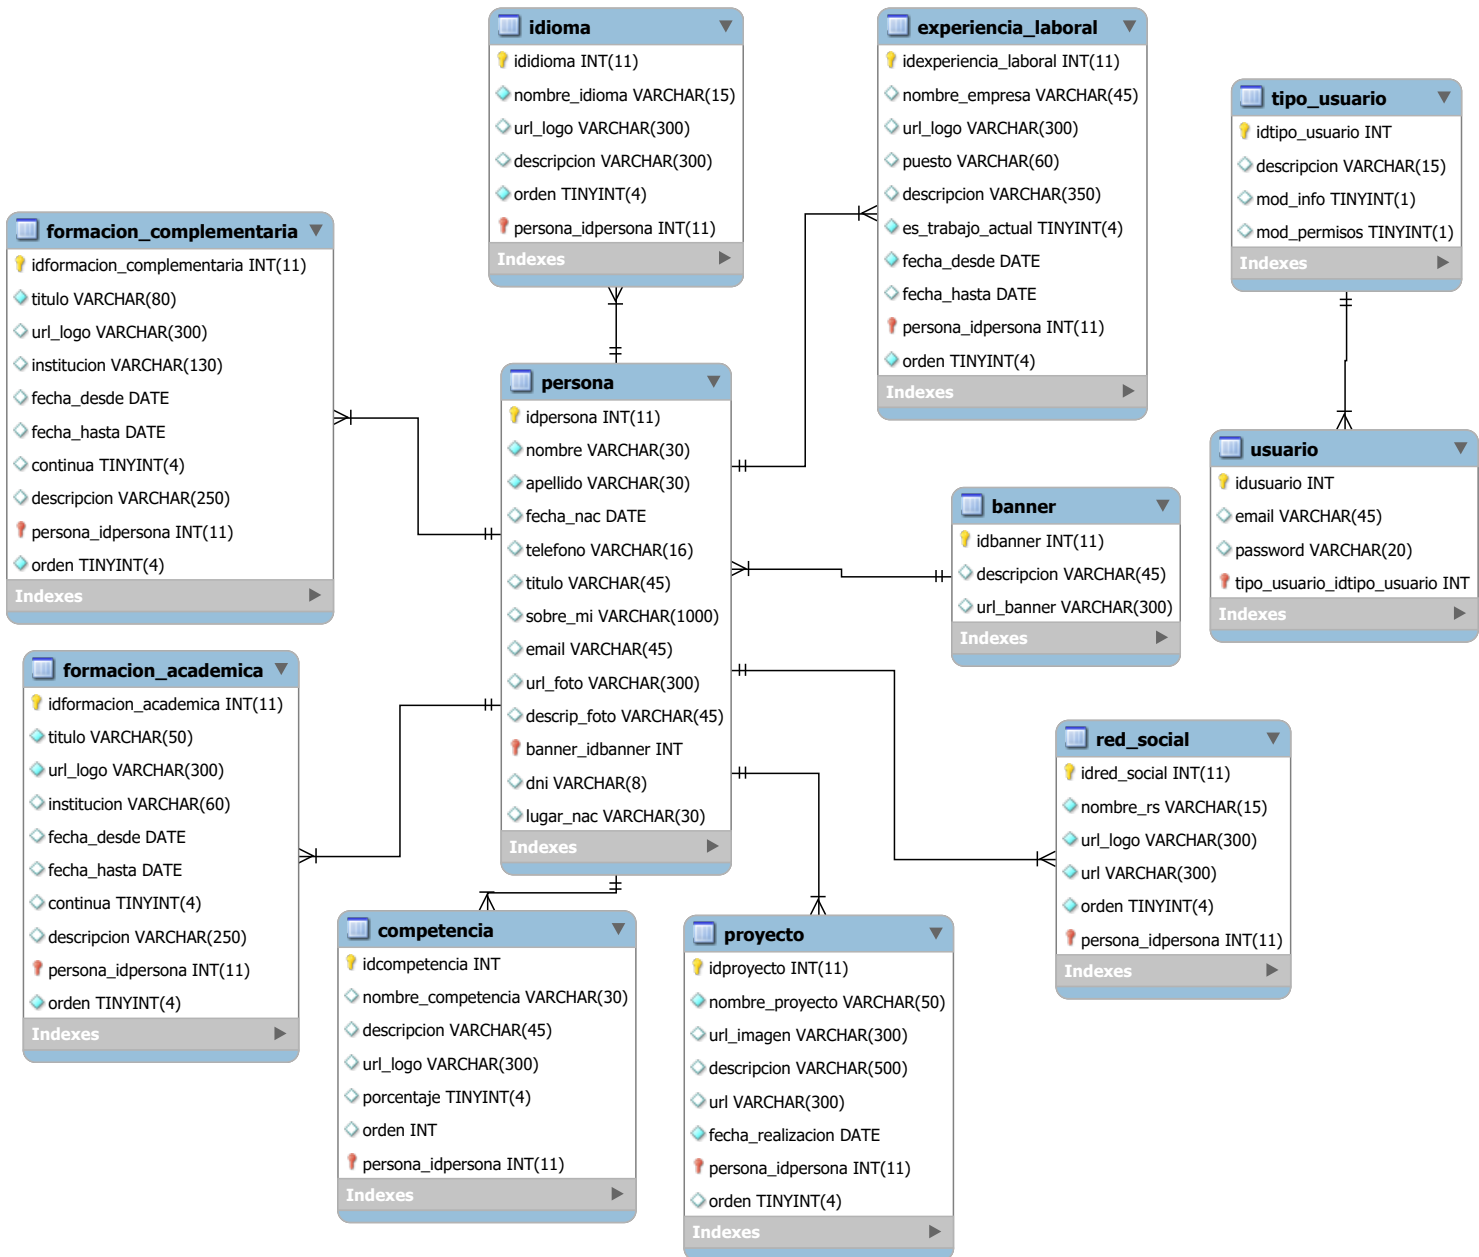 idioma
ididioma INT(11)
nombre_idioma VARCHAR(15)
url_logo VARCHAR(300)
descripcion VARCHAR(300)
orden TINYINT(4)
persona_idpersona INT(11)
Indexes
experiencia_laboral
idexperiencia_laboral INT(11)
nombre_empresa VARCHAR(45)
url_logo VARCHAR(300)
puesto VARCHAR(60)
descripcion VARCHAR(350)
es_trabajo_actual TINYINT(4)
fecha_desde DATE
fecha_hasta DATE
persona_idpersona INT(11)
orden TINYINT(4)
Indexes
tipo_usuario
idtipo_usuario INT
descripcion VARCHAR(15)
mod_info TINYINT(1)
mod_permisos TINYINT(1)
Indexes
formacion_complementaria
idformacion_complementaria INT(11)
titulo VARCHAR(80)
url_logo VARCHAR(300)
institucion VARCHAR(130)
fecha_desde DATE
fecha_hasta DATE
continua TINYINT(4)
descripcion VARCHAR(250)
persona_idpersona INT(11)
orden TINYINT(4)
Indexes
persona
idpersona INT(11)
nombre VARCHAR(30)
apellido VARCHAR(30)
fecha_nac DATE
telefono VARCHAR(16)
titulo VARCHAR(45)
sobre_mi VARCHAR(1000)
email VARCHAR(45)
url_foto VARCHAR(300)
descrip_foto VARCHAR(45)
banner_idbanner INT
dni VARCHAR(8)
lugar_nac VARCHAR(30)
Indexes
banner
idbanner INT(11)
descripcion VARCHAR(45)
url_banner VARCHAR(300)
Indexes
usuario
idusuario INT
email VARCHAR(45)
password VARCHAR(20)
tipo_usuario_idtipo_usuario INT
Indexes
formacion_academica
idformacion_academica INT(11)
titulo VARCHAR(50)
url_logo VARCHAR(300)
institucion VARCHAR(60)
fecha_desde DATE
fecha_hasta DATE
continua TINYINT(4)
descripcion VARCHAR(250)
persona_idpersona INT(11)
orden TINYINT(4)
Indexes
red_social
idred_social INT(11)
nombre_rs VARCHAR(15)
url_logo VARCHAR(300)
url VARCHAR(300)
orden TINYINT(4)
persona_idpersona INT(11)
Indexes
competencia
idcompetencia INT
nombre_competencia VARCHAR(30)
descripcion VARCHAR(45)
url_logo VARCHAR(300)
porcentaje TINYINT(4)
orden INT
persona_idpersona INT(11)
Indexes
proyecto
idproyecto INT(11)
nombre_proyecto VARCHAR(50)
url_imagen VARCHAR(300)
descripcion VARCHAR(500)
url VARCHAR(300)
fecha_realizacion DATE
persona_idpersona INT(11)
orden TINYINT(4)
Indexes